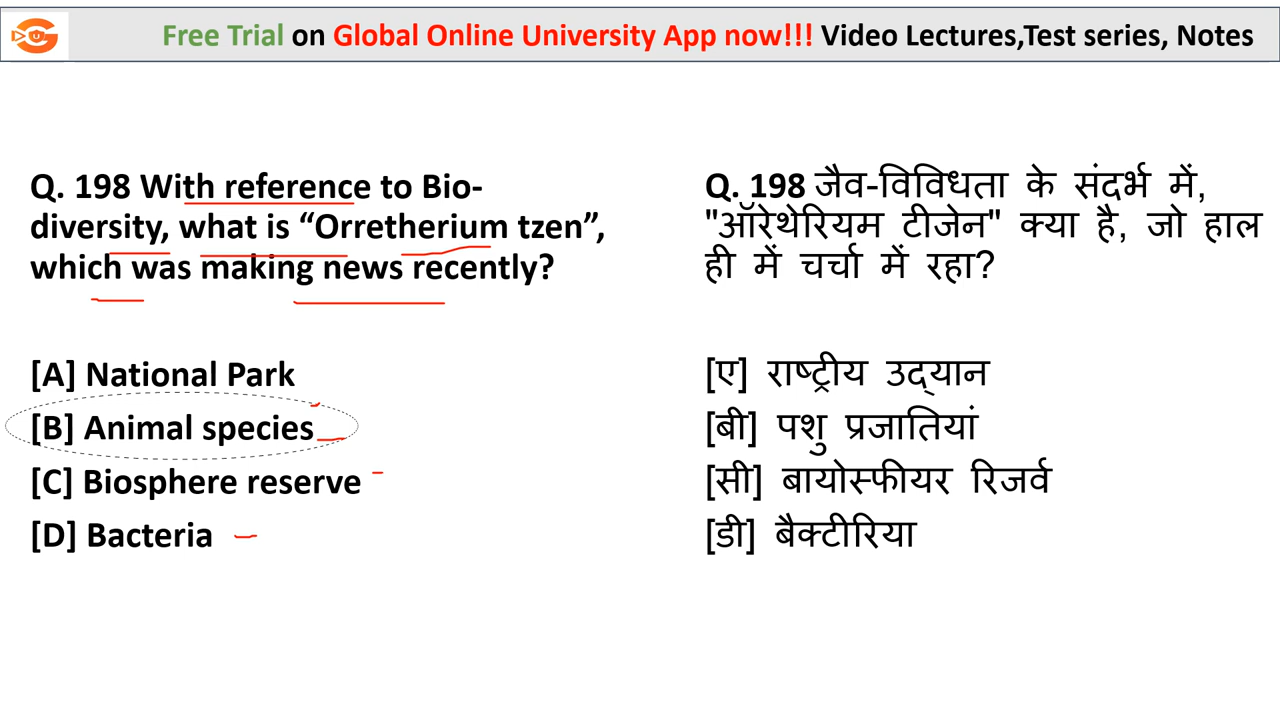 Free Trial on Global Online University App now!!! Video Lectures,Test series, Notes
Q. 198 With reference to Bio-
diversity, what is “Orretherium tzen”,
which was making news recently?
[A] National Park
[B] Animal species
[C] Biosphere reserve
[D] Bacteria
Q. 198 जैव-विविधता के संदर्भ में,
"ऑरेथेरियम टीजेन" क्या है, जो हाल
ही में चर्चा में रहा?
[ए] राष्ट्रीय उद्यान
[बी] पशु प्रजातियां
[सी] बायोस्फीयर रिजर्व
[डी] बैक्टीरिया